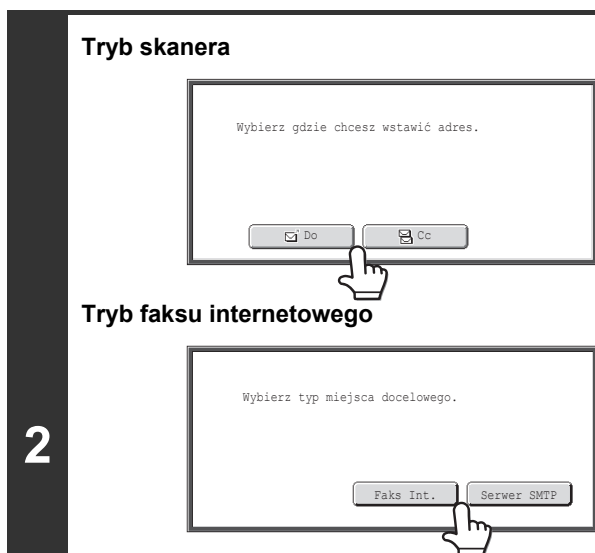 Tryb skanera
Wybierz gdzie chcesz wstawić adres.
Do Cc
Tryb faksu internetowego
Wybierz typ miejsca docelowego.
2
Faks Int. Serwer SMTP